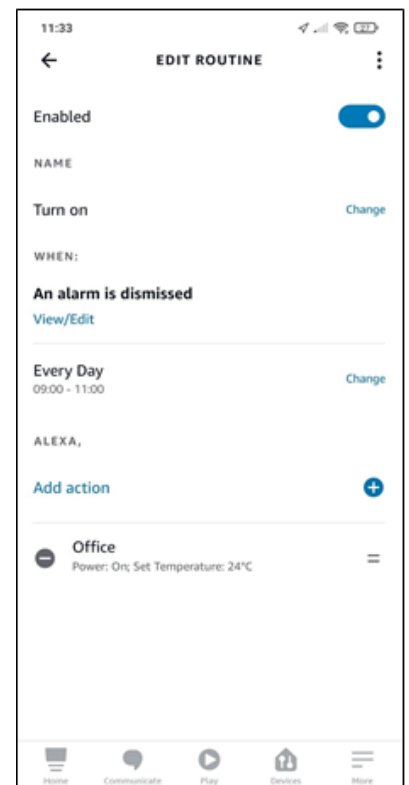 11:33
27
EDIT ROUTINE
Enabled
NAME
Turn on
Change
WHEN:
An alarm is dismissed
View/Edit
Every Day
09:00 - 11:00
Change
ALEXA,
Add action
Office
Power: On; Set Temperature: 24°C
Home
Communicate
Play
Devices
More